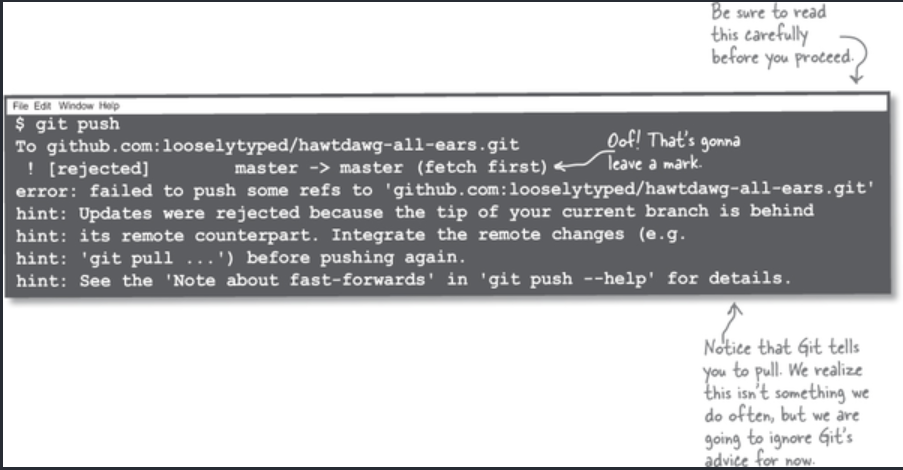 Be sure to read
this carefully
before you proceed.
File Edit Window Help
$ git push
To github.com:looselytyped/hawtdawg-all-ears.git
! [rejected] master -> master (fetch first)
Oof! That's gonna
leave a mark.
error: failed to push some refs to 'github.com:looselytyped/hawtdawg-all-ears.git'
hint: Updates were rejected because the tip of your current branch is behind
hint: its remote counterpart. Integrate the remote changes (e.g.
hint: 'git pull ...') before pushing again.
hint: See the 'Note about fast-forwards' in 'git push --help' for details.
Notice that Git tells
you to pull. We realize
this isn't something we
do often, but we are
going to ignore Git's
advice for now.